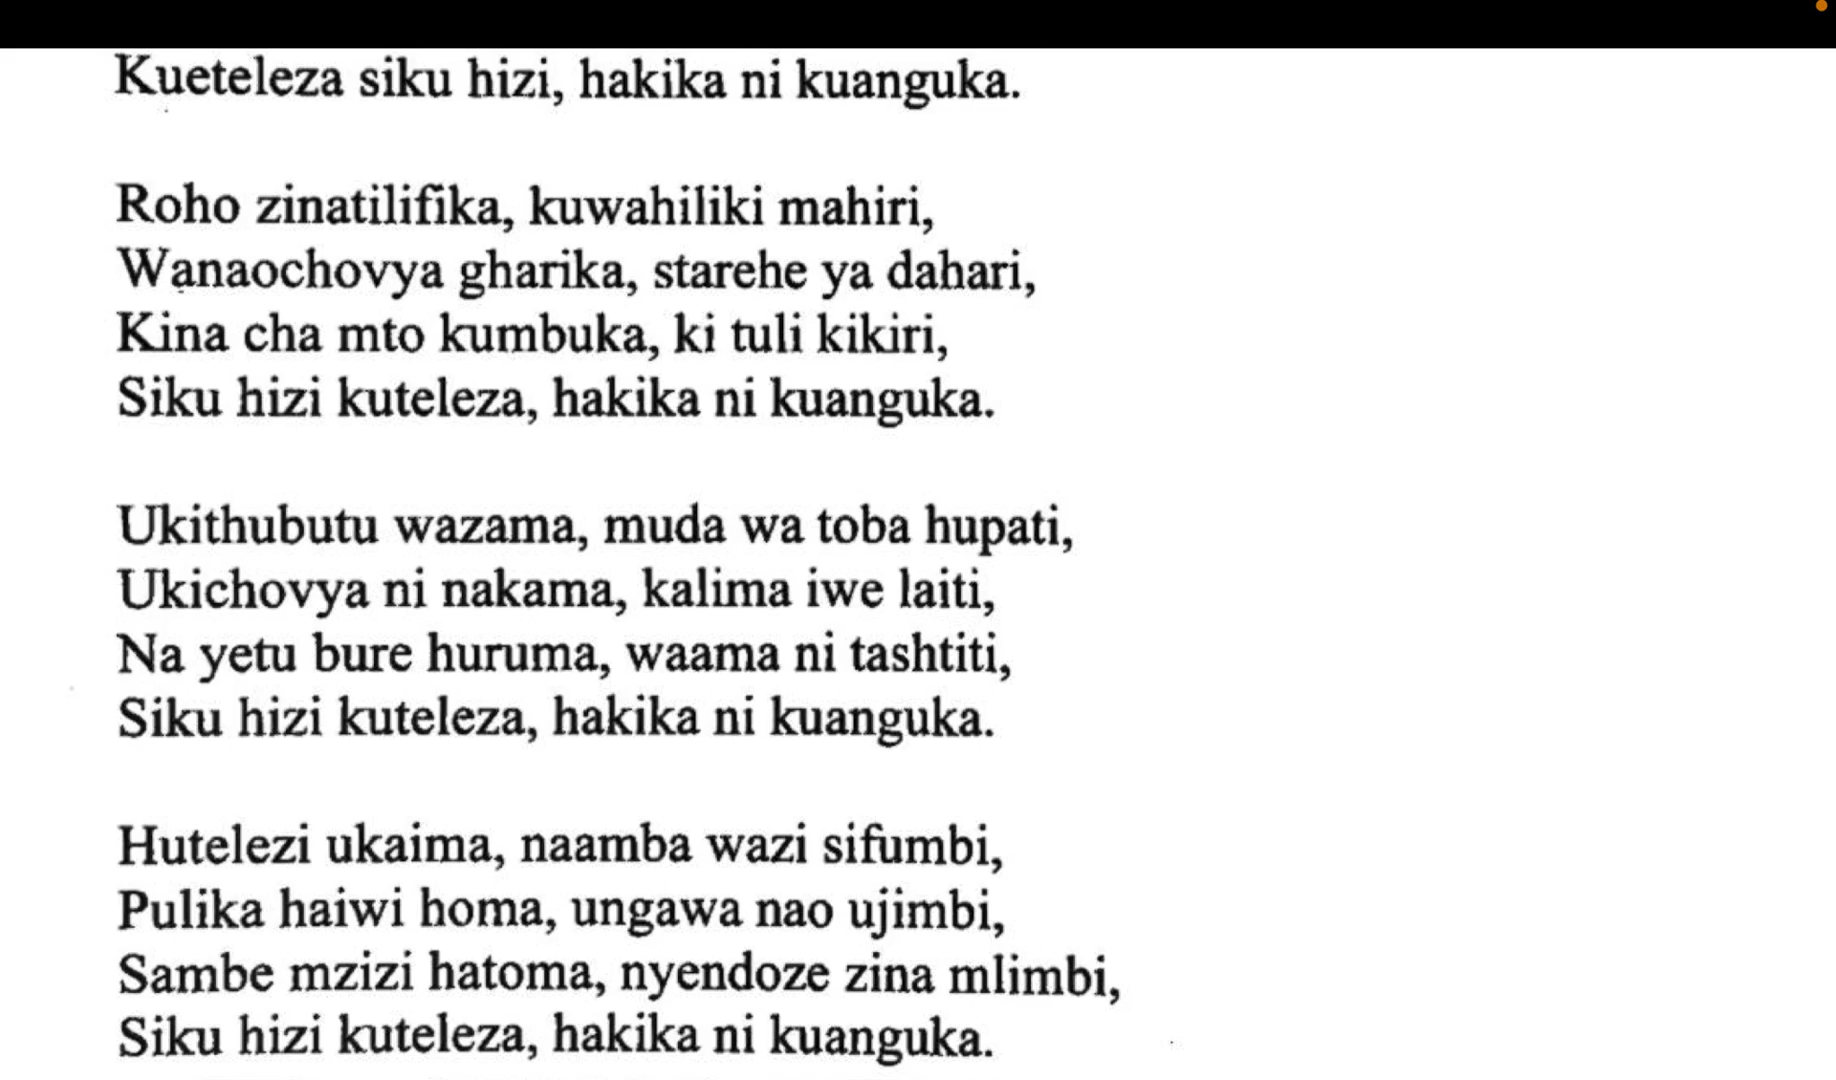 Kueteleza siku hizi, hakika ni kuanguka.
Roho zinatilifika, kuwahiliki mahiri,
Wanaochovya gharika, starehe ya dahari,
Kina cha mto kumbuka, ki tuli kikiri,
Siku hizi kuteleza, hakika ni kuanguka.
Ukithubutu wazama, muda wa toba hupati,
Ukichovya ni nakama, kalima iwe laiti,
Na yetu bure huruma, waama ni tashtiti,
Siku hizi kuteleza, hakika ni kuanguka.
Hutelezi ukaima, naamba wazi sifumbi,
Pulika haiwi homa, ungawa nao ujimbi,
Sambe mzizi hatoma, nyendoze zina mlimbi,
Siku hizi kuteleza, hakika ni kuanguka.